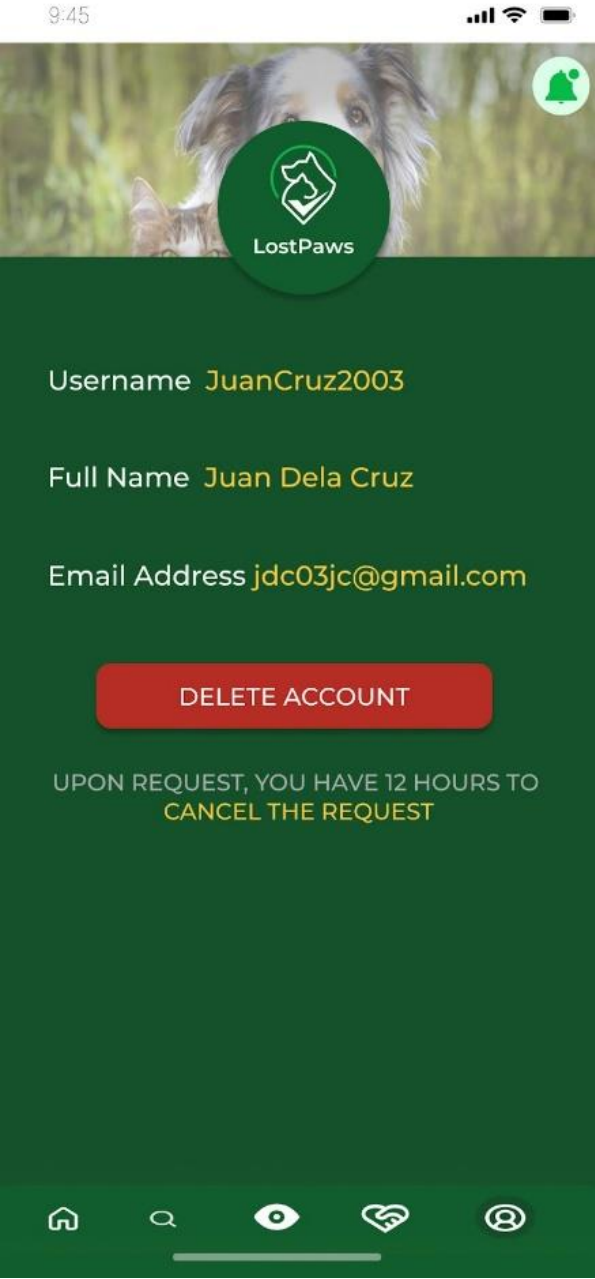 9:45
LostPaws
Username JuanCruz2003
Full Name Juan Dela Cruz
Email Address jdc03jc@gmail.com
DELETE ACCOUNT
UPON REQUEST, YOU HAVE 12 HOURS TO
CANCEL THE REQUEST